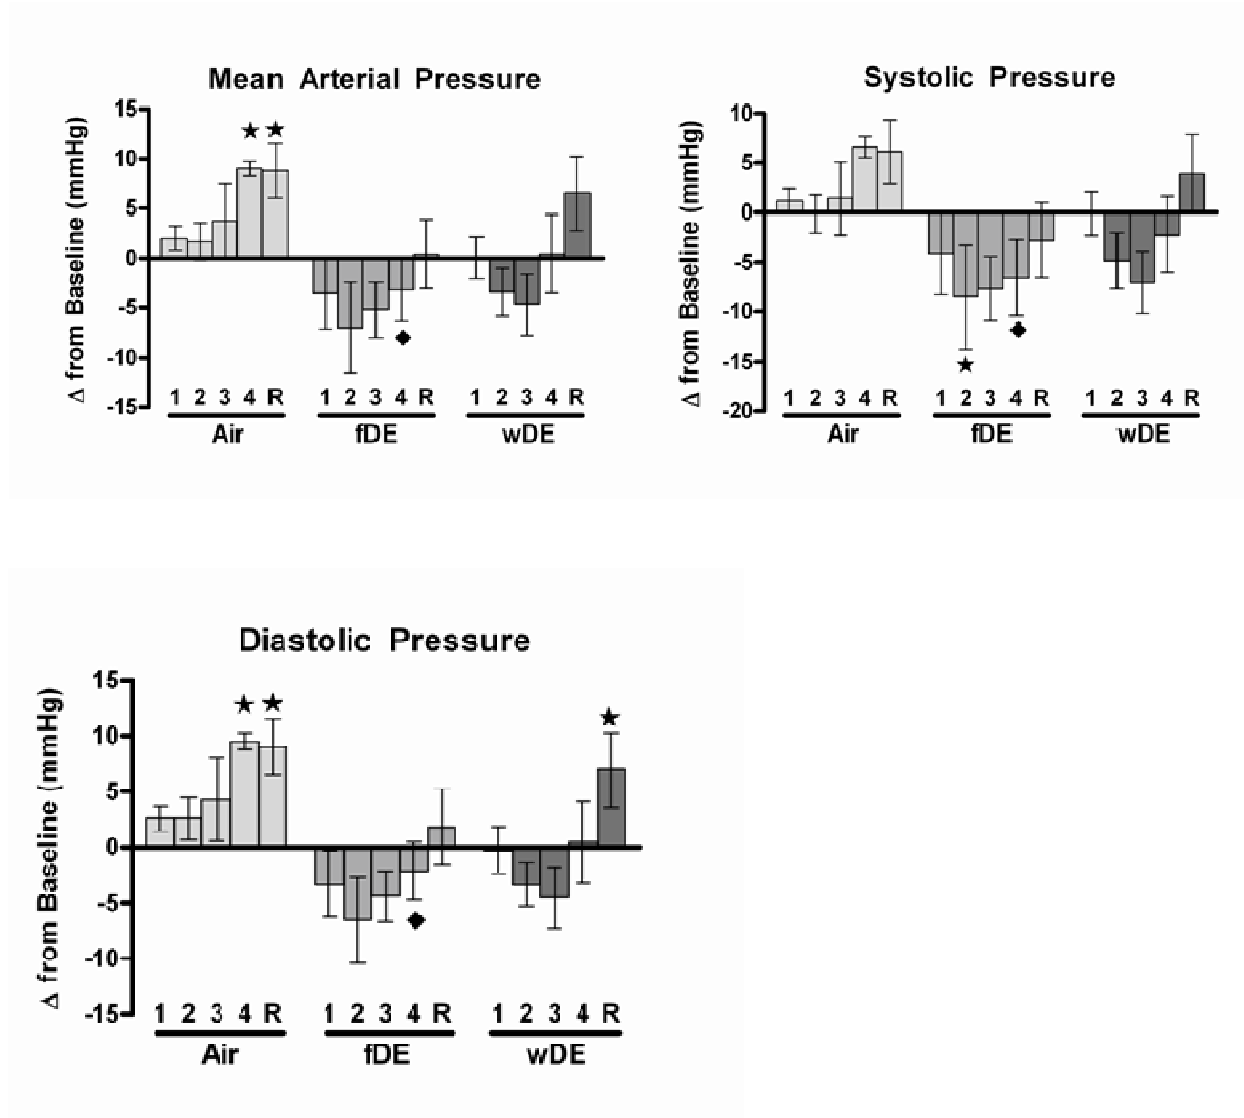 Mean Arterial Pressure
Δ from Baseline (mmHg)
15
10
5
0
-5
-10
-15
★ ★
◆
1 2 3 4 R 1 2 3 4 R 1 2 3 4 R
Air fDE wDE
Systolic Pressure
Δ from Baseline (mmHg)
10
5
0
-5
-10
-15
-20
★
◆
1 2 3 4 R 1 2 3 4 R 1 2 3 4 R
Air fDE wDE
Diastolic Pressure
Δ from Baseline (mmHg)
15
10
5
0
-5
-10
-15
★ ★ ★
◆
1 2 3 4 R 1 2 3 4 R 1 2 3 4 R
Air fDE wDE